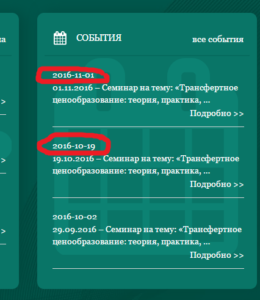 СОБЫТИЯ
все события
2016-11-01
01.11.2016 – Семинар на тему: «Трансфертное
ценообразование: теория, практика, ...
Подробно >>
2016-10-19
19.10.2016 – Семинар на тему: «Трансфертное
ценообразование: теория, практика, ...
Подробно >>
2016-10-02
29.09.2016 – Семинар на тему: «Трансфертное
ценообразование: теория, практика, ...
Подробно >>